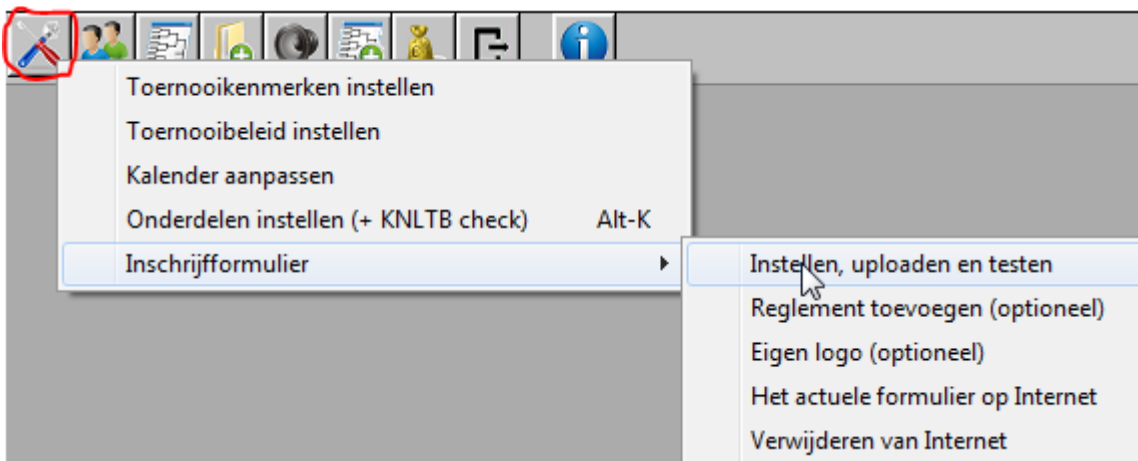 Toernooikenmerken instellen
Toernooibeleid instellen
Kalender aanpassen
Onderdelen instellen (+ KNLTB check) Alt-K
Inschrijfformulier
Instellen, uploaden en testen
Reglement toevoegen (optioneel)
Eigen logo (optioneel)
Het actuele formulier op Internet
Verwijderen van Internet